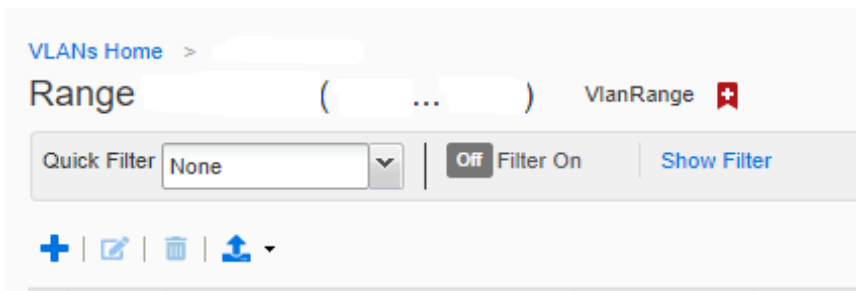 VLANs Home >
Range ( ... ) VlanRange
Quick Filter None Off Filter On Show Filter